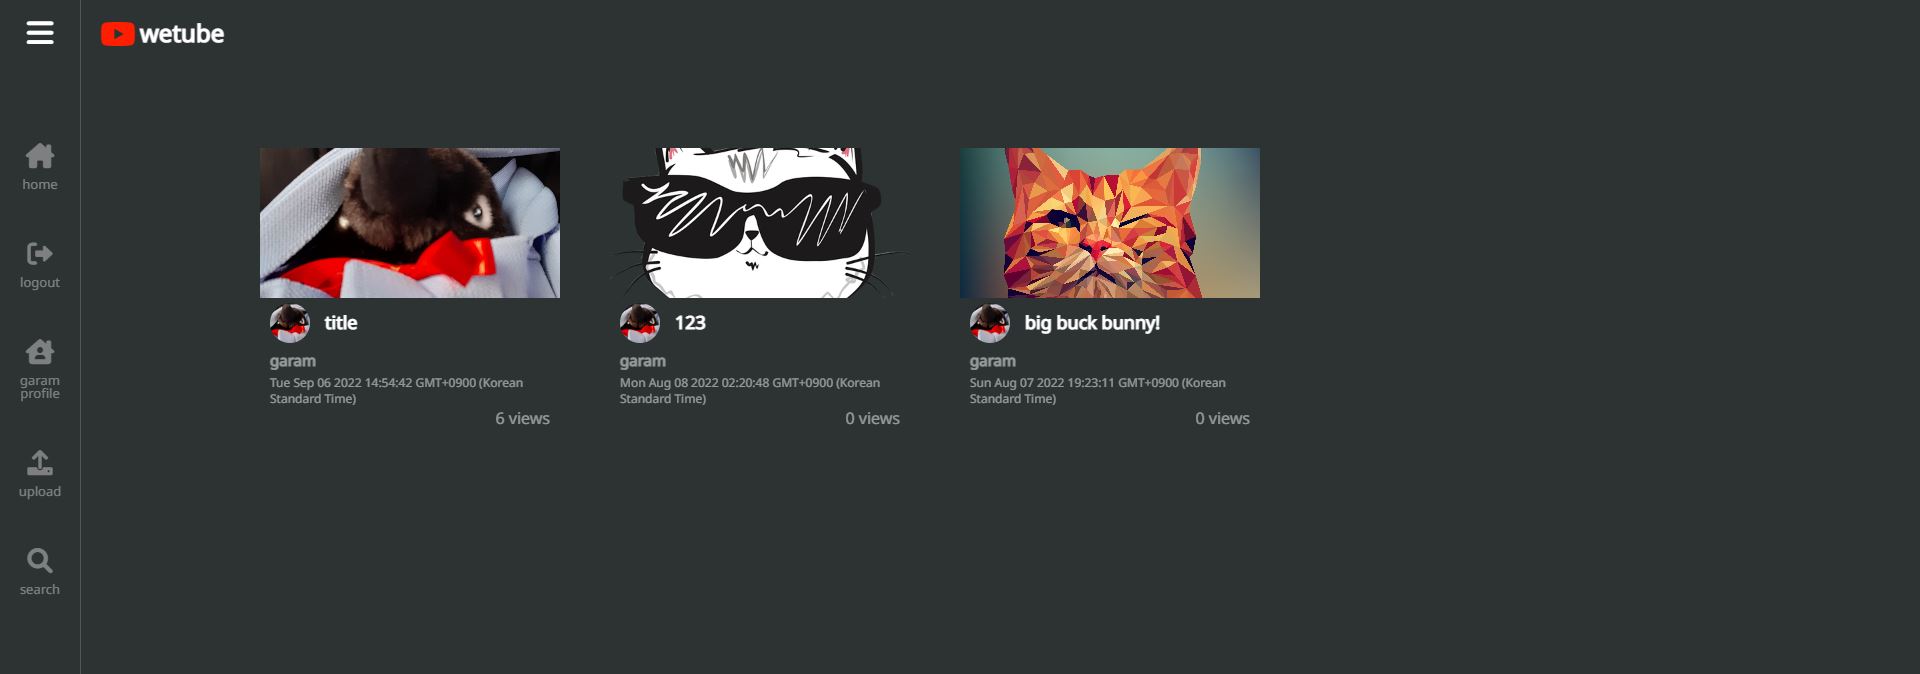 wetube
home
logout
garam
profile
upload
search
title
garam
Tue Sep 06 2022 14:54:42 GMT+0900 (Korean
Standard Time)
6 views
123
garam
Mon Aug 08 2022 02:20:48 GMT+0900 (Korean
Standard Time)
0 views
big buck bunny!
garam
Sun Aug 07 2022 19:23:11 GMT+0900 (Korean
Standard Time)
0 views